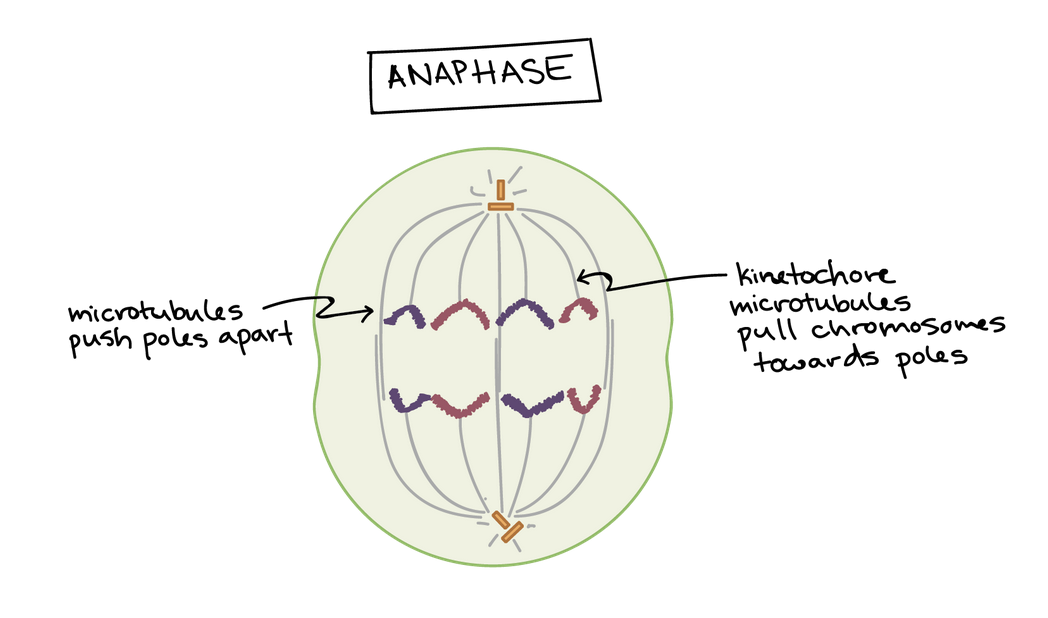 ANAPHASE
microtubules
push poles apart
kinetochore
microtubules
pull chromosomes
towards poles